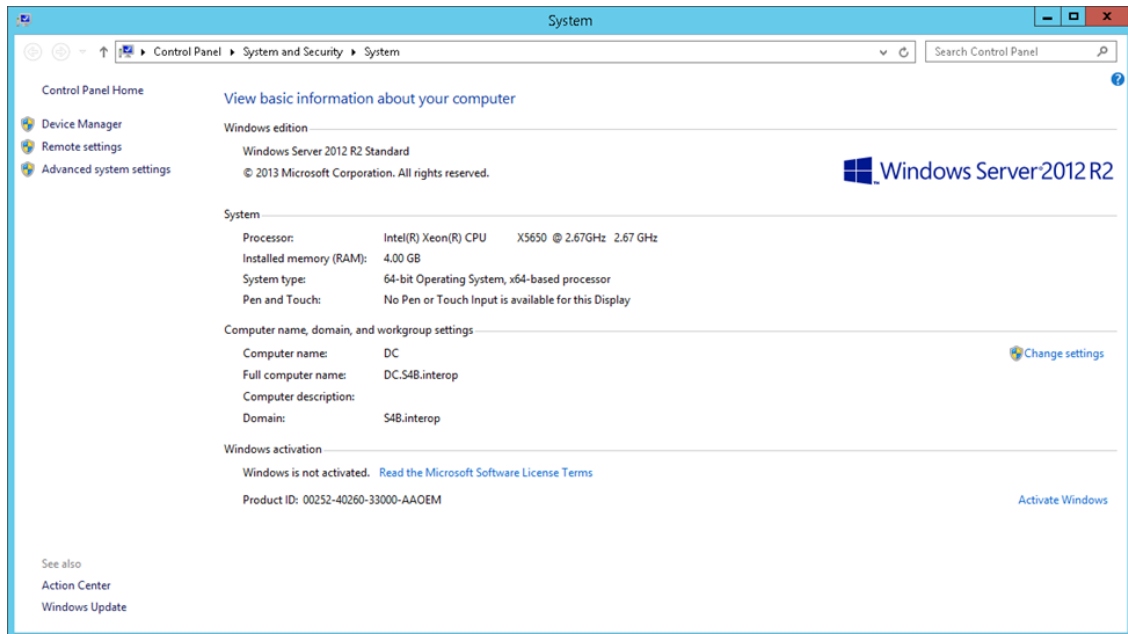 System
Control Panel ▸ System and Security ▸ System
Search Control Panel
Control Panel Home
Device Manager
Remote settings
Advanced system settings
See also
Action Center
Windows Update
View basic information about your computer
Windows edition
Windows Server 2012 R2 Standard
© 2013 Microsoft Corporation. All rights reserved.
Windows Server 2012 R2
System
Processor: Intel(R) Xeon(R) CPU X5650 @ 2.67GHz 2.67 GHz
Installed memory (RAM): 4.00 GB
System type: 64-bit Operating System, x64-based processor
Pen and Touch: No Pen or Touch Input is available for this Display
Computer name, domain, and workgroup settings
Computer name: DC
Change settings
Full computer name: DC.S4B.interop
Computer description:
Domain: S4B.interop
Windows activation
Windows is not activated. Read the Microsoft Software License Terms
Product ID: 00252-40260-33000-AAOEM
Activate Windows